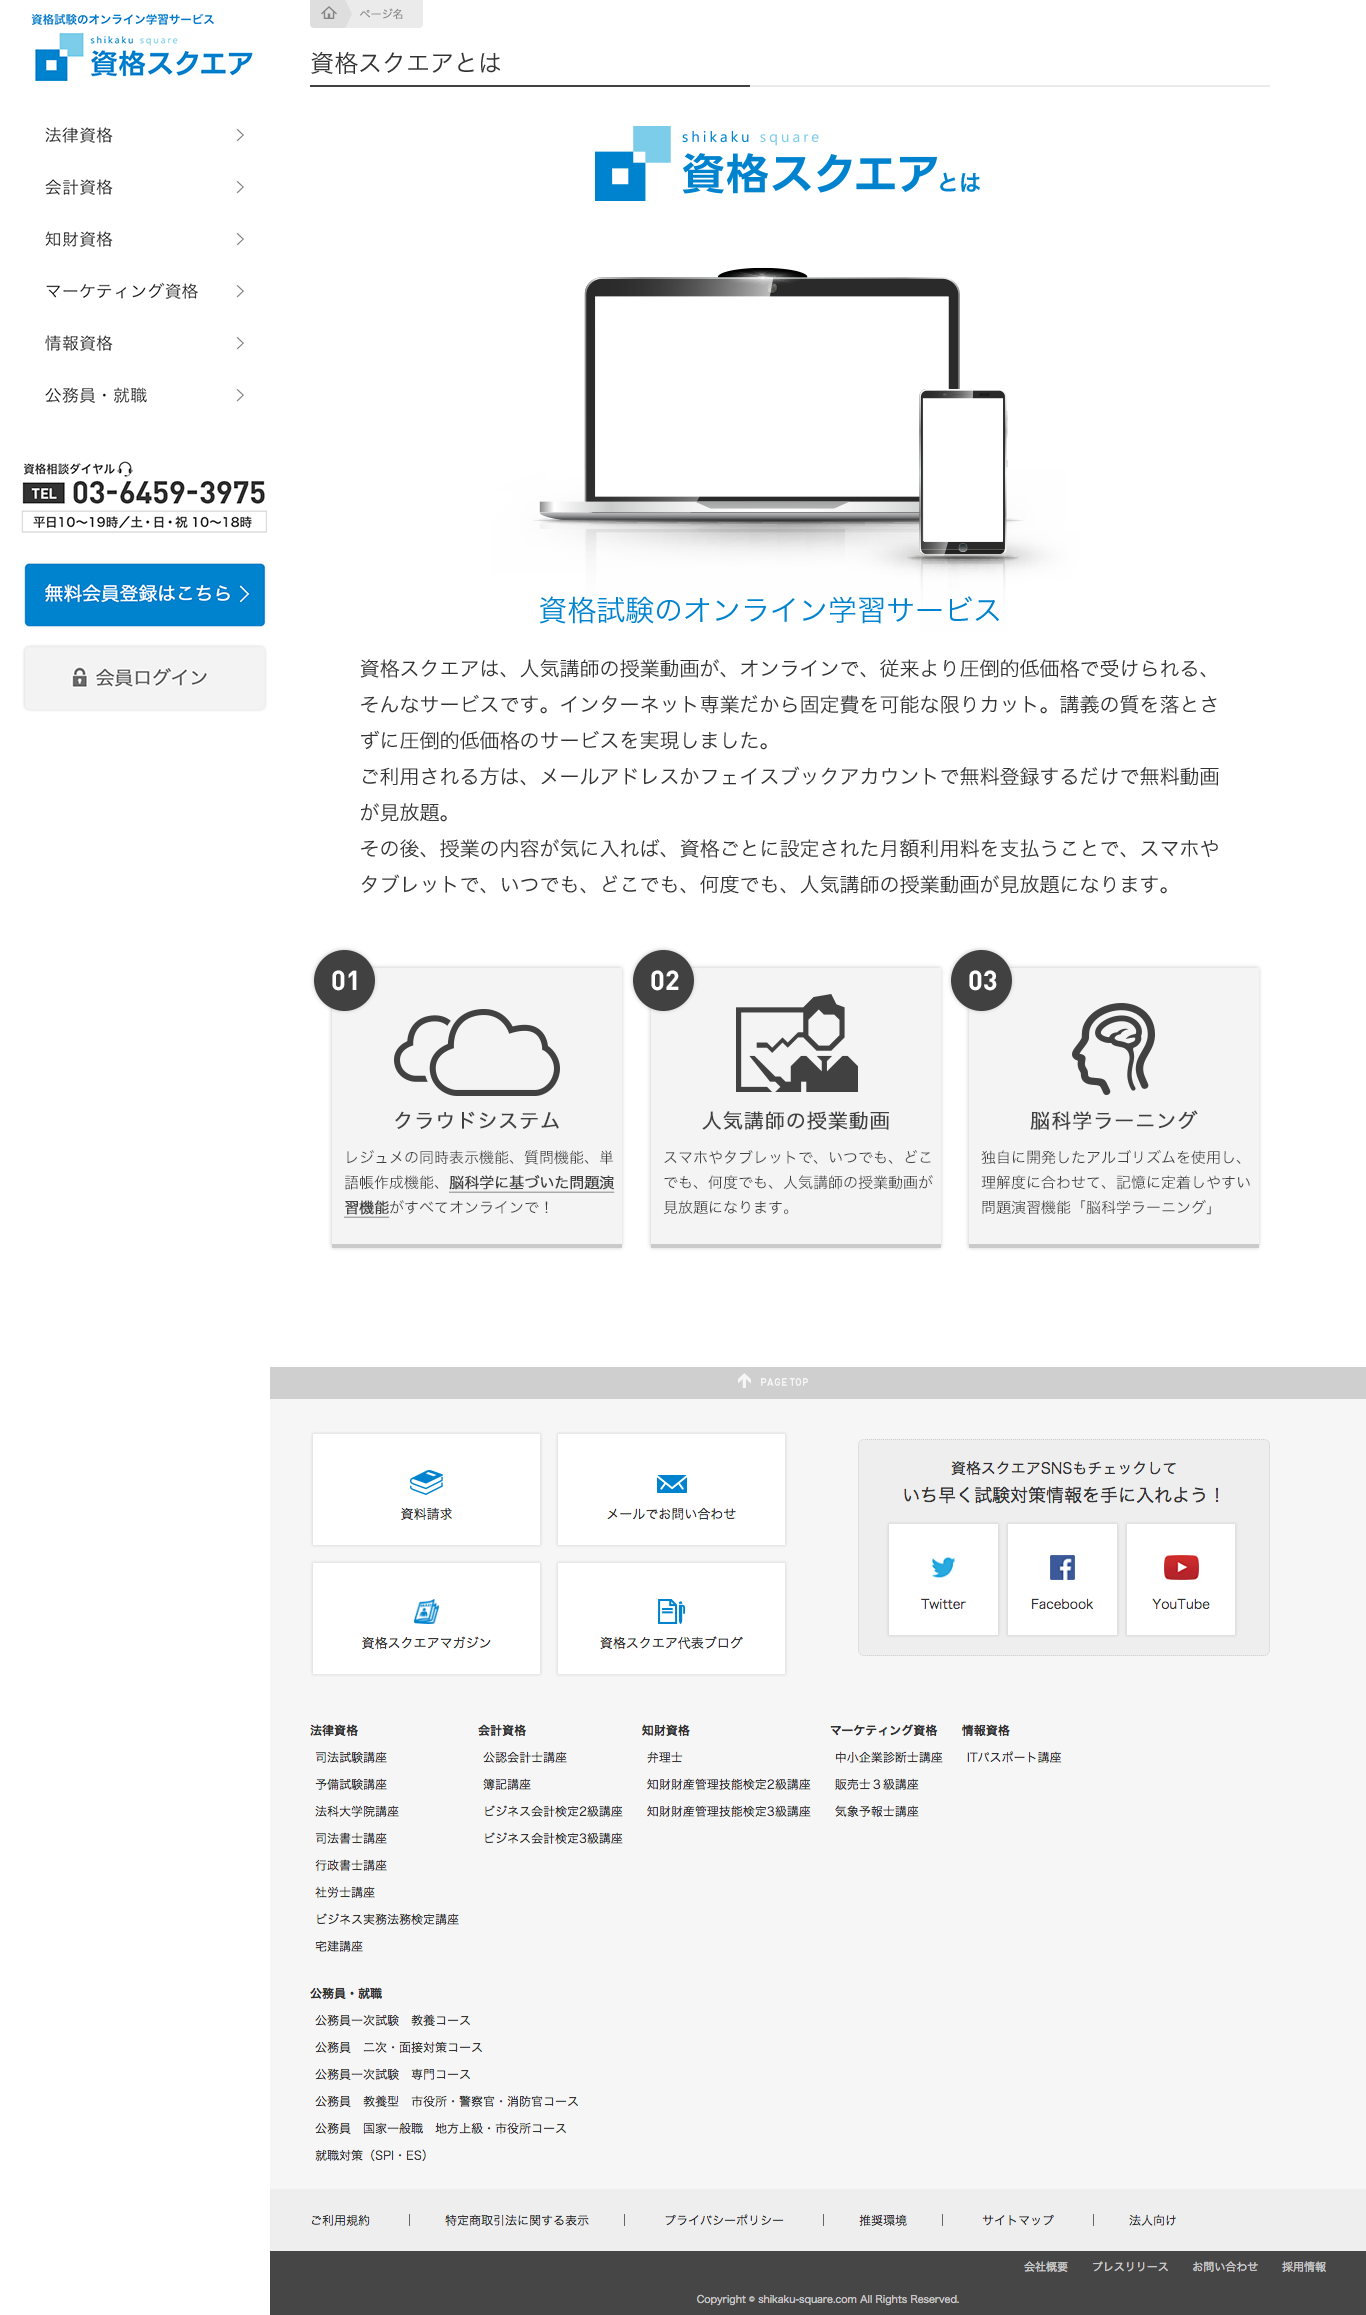 資格試験のオンライン学習サービス
shikaku square
資格スクエア
法律資格
会計資格
知財資格
マーケティング資格
情報資格
公務員・就職
資格相談ダイヤル
TEL 03-6459-3975
平日10〜19時／土・日・祝 10〜18時
無料会員登録はこちら
会員ログイン
ページ名
資格スクエアとは
shikaku square
資格スクエアとは
資格試験のオンライン学習サービス
資格スクエアは、人気講師の授業動画が、オンラインで、従来より圧倒的低価格で受けられる、
そんなサービスです。インターネット専業だから固定費を可能な限りカット。講義の質を落とさ
ずに圧倒的低価格のサービスを実現しました。
ご利用される方は、メールアドレスかフェイスブックアカウントで無料登録するだけで無料動画
が見放題。
その後、授業の内容が気に入れば、資格ごとに設定された月額利用料を支払うことで、スマホや
タブレットで、いつでも、どこでも、何度でも、人気講師の授業動画が見放題になります。
01
クラウドシステム
レジュメの同時表示機能、質問機能、単
語帳作成機能、脳科学に基づいた問題演
習機能がすべてオンラインで！
02
人気講師の授業動画
スマホやタブレットで、いつでも、どこ
でも、何度でも、人気講師の授業動画が
見放題になります。
03
脳科学ラーニング
独自に開発したアルゴリズムを使用し、
理解度に合わせて、記憶に定着しやすい
問題演習機能「脳科学ラーニング」
PAGETOP
資料請求
メールでお問い合わせ
資格スクエアマガジン
資格スクエア代表ブログ
資格スクエアSNSもチェックして
いち早く試験対策情報を手に入れよう！
Twitter
Facebook
YouTube
法律資格
司法試験講座
予備試験講座
法科大学院講座
司法書士講座
行政書士講座
社労士講座
ビジネス実務法務検定講座
宅建講座
会計資格
公認会計士講座
簿記講座
ビジネス会計検定2級講座
ビジネス会計検定3級講座
知財資格
弁理士
知財財産管理技能検定2級講座
知財財産管理技能検定3級講座
マーケティング資格
中小企業診断士講座
販売士３級講座
気象予報士講座
情報資格
ITパスポート講座
公務員・就職
公務員一次試験　教養コース
公務員　二次・面接対策コース
公務員一次試験　専門コース
公務員　教養型　市役所・警察官・消防官コース
公務員　国家一般職　地方上級・市役所コース
就職対策（SPI・ES）
ご利用規約 | 特定商取引法に関する表示 | プライバシーポリシー | 推奨環境 | サイトマップ | 法人向け
会社概要 プレスリリース お問い合わせ 採用情報
Copyright © shikaku-square.com All Rights Reserved.